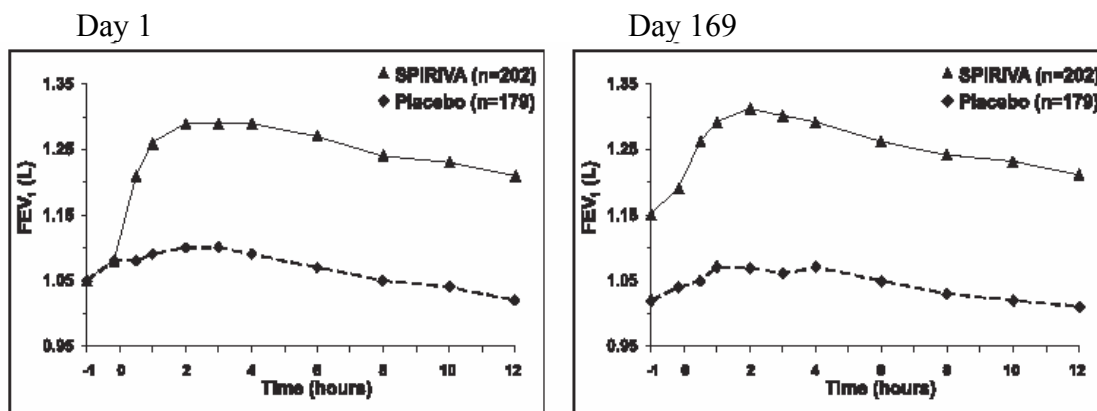 Day 1
Day 169
SPIRIVA (n=202)
Placebo (n=179)
1.35
1.25
1.15
1.05
0.95
FEV₁ (L)
-1 0 2 4 6 8 10 12
Time (hours)
SPIRIVA (n=202)
Placebo (n=179)
1.35
1.25
1.15
1.05
0.95
FEV₁ (L)
-1 0 2 4 6 8 10 12
Time (hours)